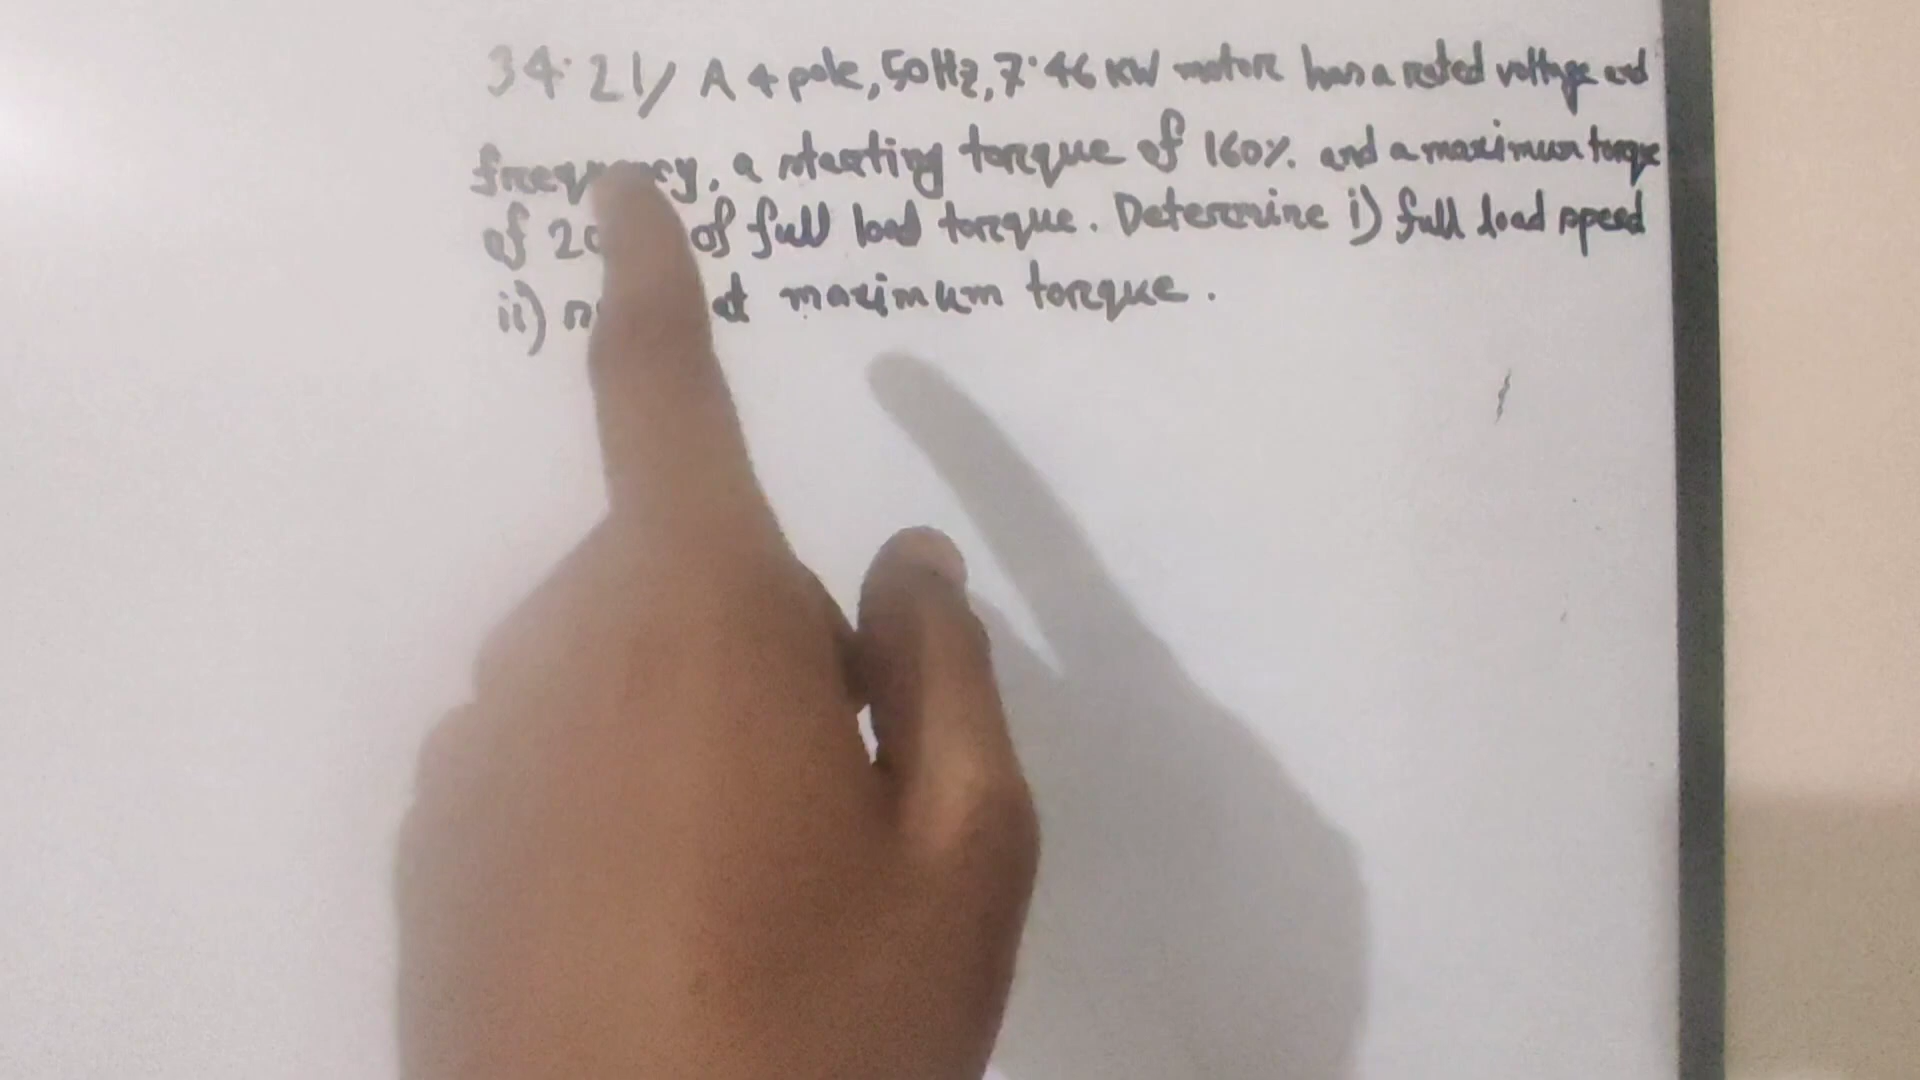 34.21/ A 4 pole, 50Hz, 7.46 KW motor has a rated voltage and
frequency, a starting torque of 160%. and a maximum torque
of of full load torque. Determine i) full load speed
ii) at maximum torque.